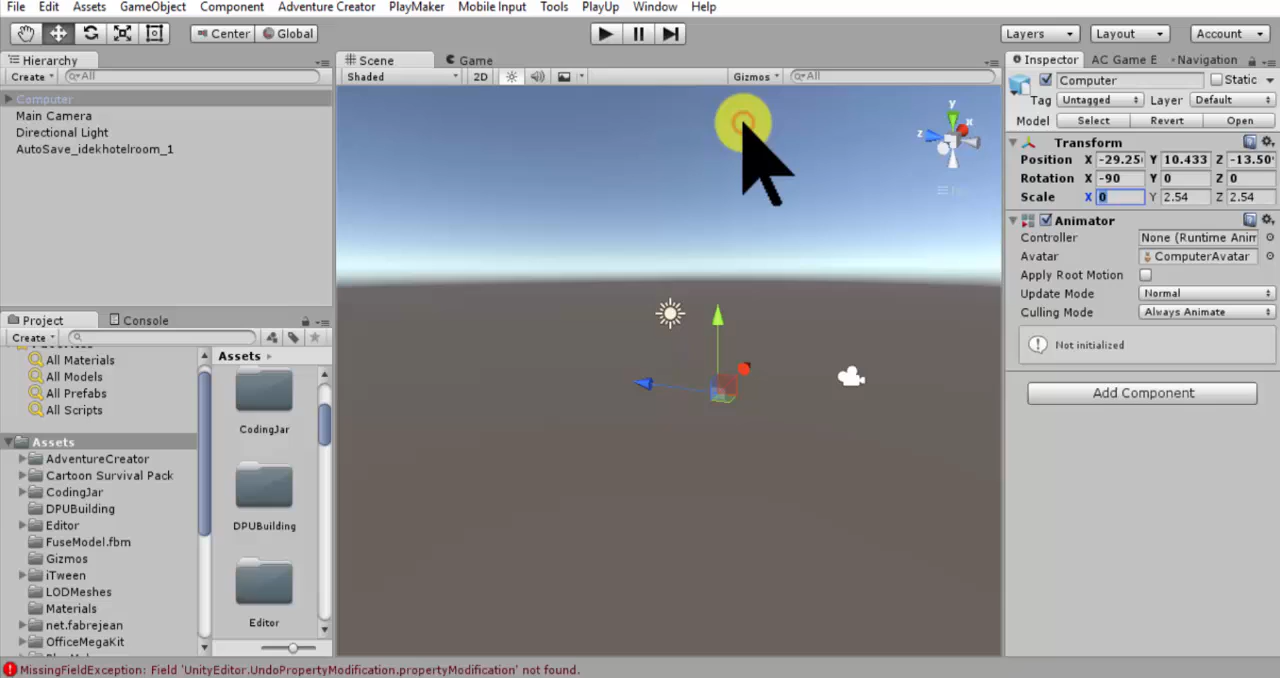 File Edit Assets GameObject Component Adventure Creator PlayMaker Mobile Input Tools PlayUp Window Help
Center Global Layers Layout Account
Hierarchy
Create All
Computer
Main Camera
Directional Light
AutoSave_idekhotelroom_1
Scene Game
Shaded 2D Gizmos All
y
x
z
Project Console
Create
All Materials
All Models
All Prefabs
All Scripts
Assets
AdventureCreator
Cartoon Survival Pack
CodingJar
DPUBuilding
Editor
FuseModel.fbm
Gizmos
iTween
LODMeshes
Materials
net.fabrejean
OfficeMegaKit
Assets
CodingJar
DPUBuilding
Editor
Inspector AC Game E Navigation
Computer Static
Tag Untagged Layer Default
Model Select Revert Open
Transform
Position X -29.25 Y 10.433 Z -13.50
Rotation X -90 Y 0 Z 0
Scale X 0 Y 2.54 Z 2.54
Animator
Controller None (Runtime Anim
Avatar ComputerAvatar
Apply Root Motion
Update Mode Normal
Culling Mode Always Animate
Not initialized
Add Component
MissingFieldException: Field 'UnityEditor.UndoPropertyModification.propertyModification' not found.